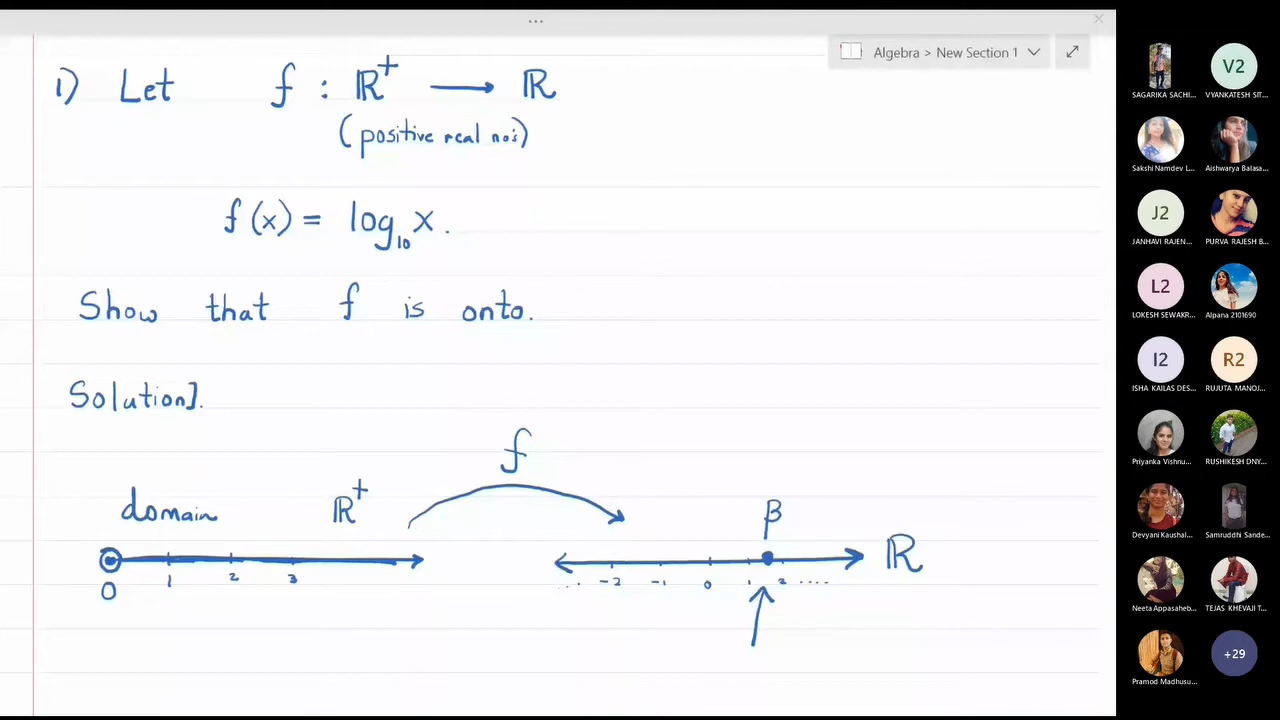 ...
Algebra > New Section 1
1) Let f : ℝ⁺ ⟶ ℝ
(positive real no's)
f(x) = log₁₀ x.
Show that f is onto.
Solution].
f
domain ℝ⁺
β
ℝ
0 1 2 3
... -2 -1 0 1 2 ....
SAGARIKA SACHI...
V2
VYANKATESH SIT...
Sakshi Namdev L...
Aishwarya Balasa...
J2
JANHAVI RAJEN...
PURVA RAJESH B...
L2
LOKESH SEWAKR...
Alpana 2101690
I2
ISHA KAILAS DES...
R2
RUJUTA MANOJ...
Priyanka Vishnu...
RUSHIKESH DNY...
Devyani Kaushal...
Samruddhi Sande...
Neeta Appasaheb...
TEJAS KHEVAJI T...
Pramod Madhusu...
+29